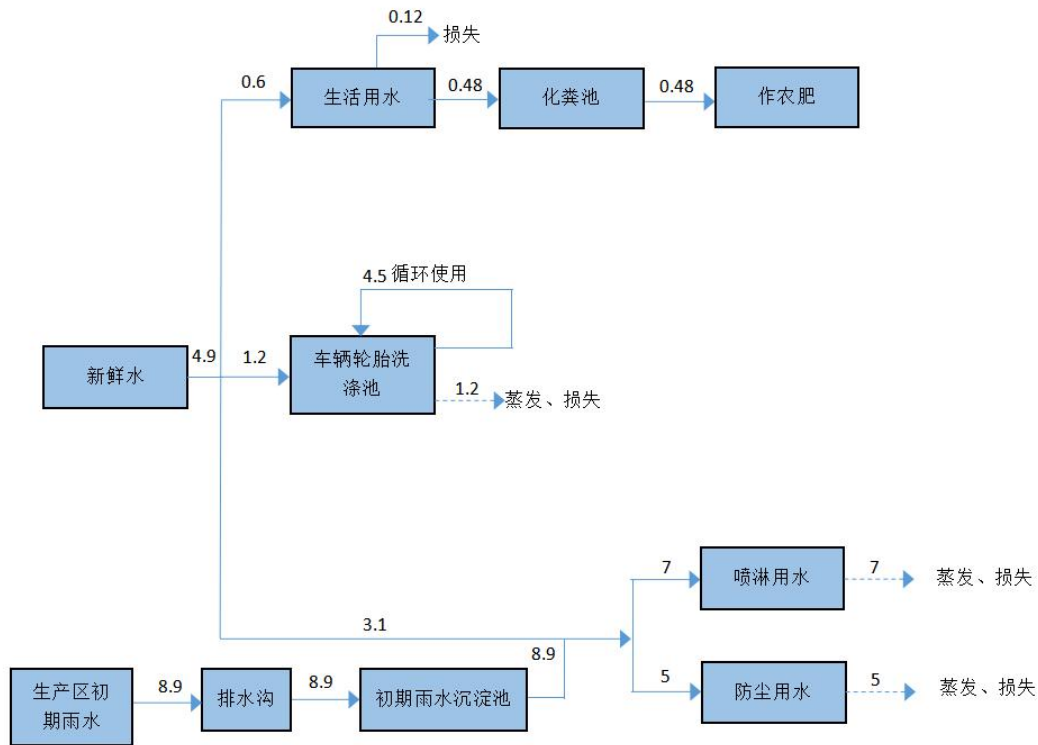 0.12
损失
0.6
生活用水
0.48
化粪池
0.48
作农肥
4.5 循环使用
新鲜水
4.9
1.2
车辆轮胎洗
涤池
1.2
蒸发、损失
7
喷淋用水
7
蒸发、损失
3.1
8.9
生产区初
期雨水
8.9
排水沟
8.9
初期雨水沉淀池
5
防尘用水
5
蒸发、损失